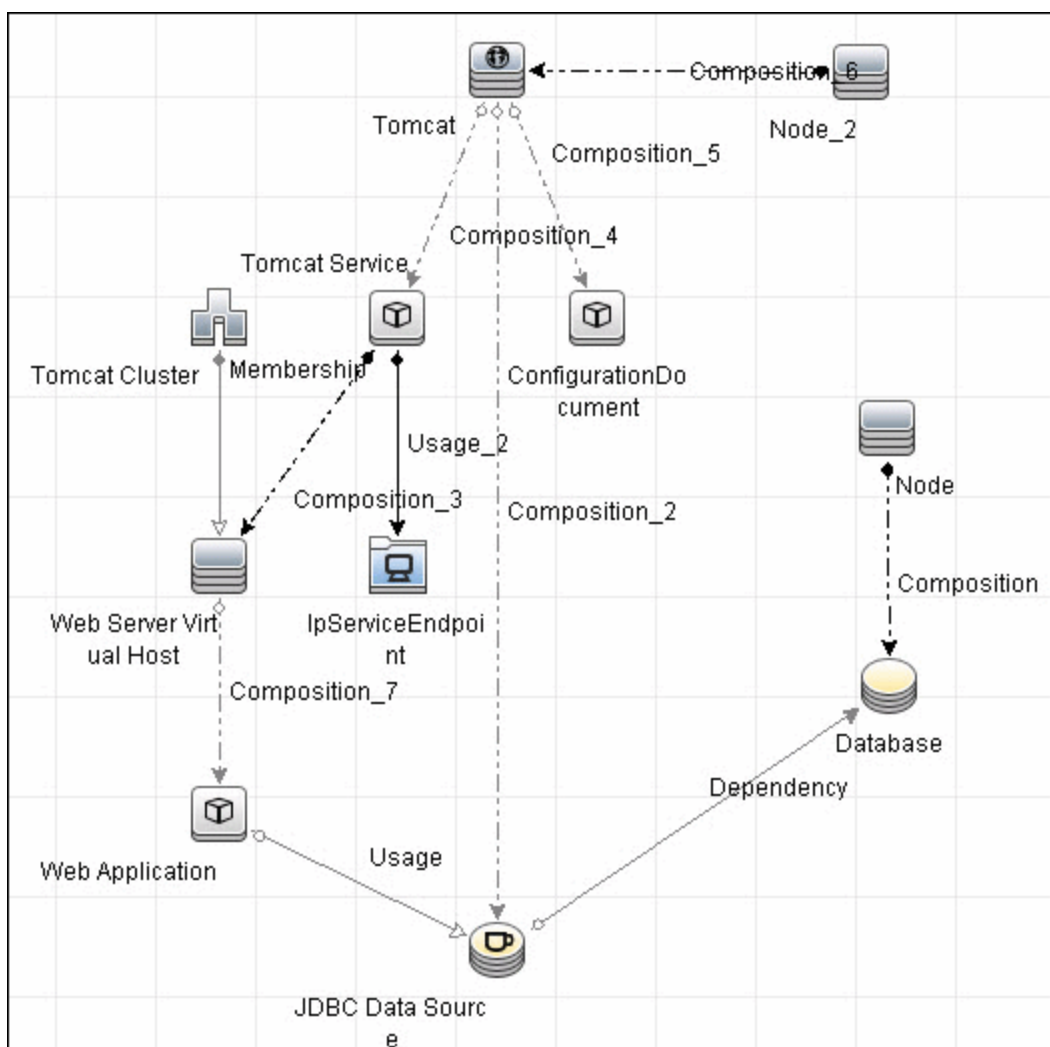 Composition_6
Tomcat
Node_2
Composition_5
Composition_4
Tomcat Service
Tomcat Cluster
Membership
ConfigurationDo
cument
Usage_2
Node
Composition_3
Composition_2
Composition
Web Server Virt
ual Host
IpServiceEndpoi
nt
Composition_7
Database
Dependency
Usage
Web Application
JDBC Data Sourc
e